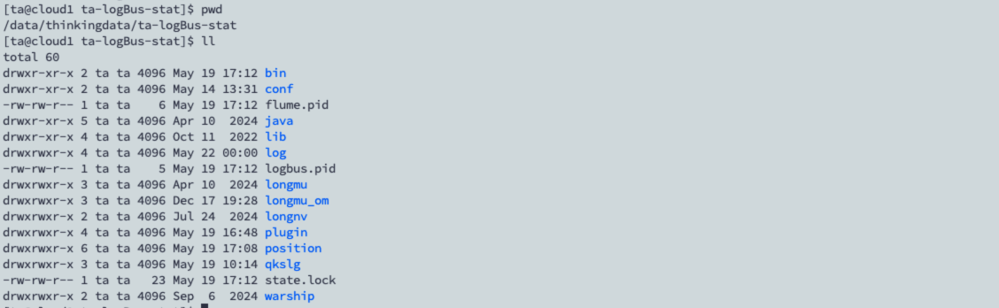 [ta@cloud1 ta-logBus-stat]$ pwd
/data/thinkingdata/ta-logBus-stat
[ta@cloud1 ta-logBus-stat]$ ll
total 60
drwxr-xr-x 2 ta ta 4096 May 19 17:12 bin
drwxr-xr-x 2 ta ta 4096 May 14 13:31 conf
-rw-rw-r-- 1 ta ta    6 May 19 17:12 flume.pid
drwxr-xr-x 5 ta ta 4096 Apr 10  2024 java
drwxr-xr-x 4 ta ta 4096 Oct 11  2022 lib
drwxrwxr-x 4 ta ta 4096 May 22 00:00 log
-rw-rw-r-- 1 ta ta    5 May 19 17:12 logbus.pid
drwxrwxr-x 3 ta ta 4096 Apr 10  2024 longmu
drwxrwxr-x 3 ta ta 4096 Dec 17 19:28 longmu_om
drwxrwxr-x 2 ta ta 4096 Jul 24  2024 longnv
drwxrwxr-x 4 ta ta 4096 May 19 16:48 plugin
drwxrwxr-x 6 ta ta 4096 May 19 17:08 position
drwxrwxr-x 3 ta ta 4096 May 19 10:14 qkslg
-rw-rw-r-- 1 ta ta   23 May 19 17:12 state.lock
drwxrwxr-x 2 ta ta 4096 Sep  6  2024 warship